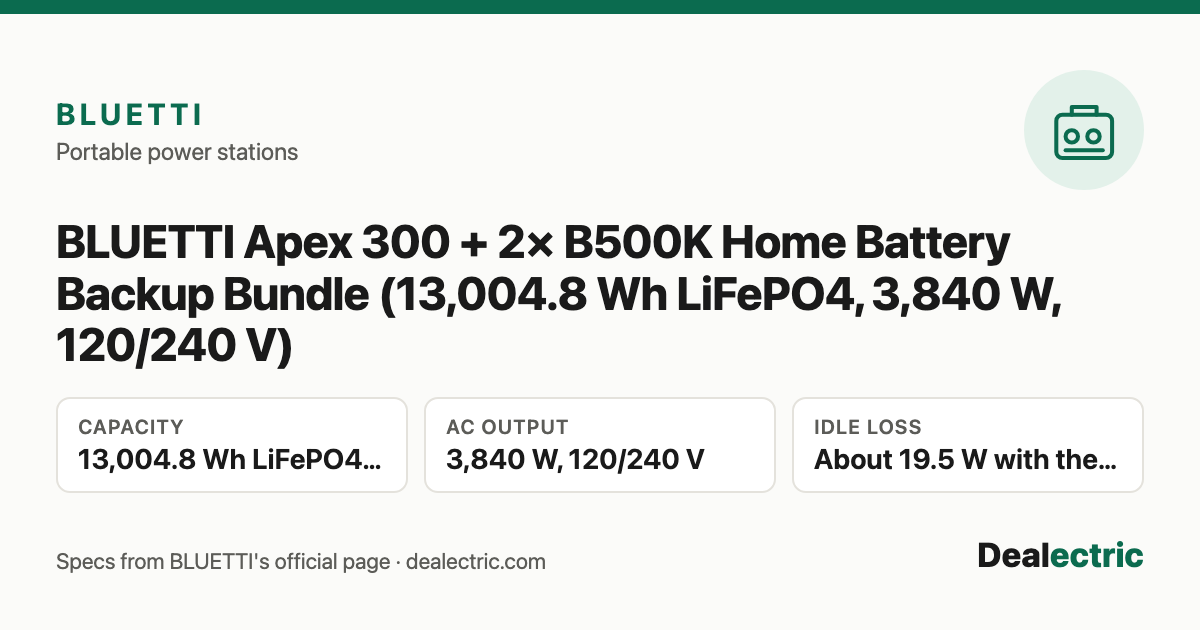 BLUETTI
Portable power stations
BLUETTI Apex 300 + 2× B500K Home Battery
Backup Bundle (13,004.8 Wh LiFePO4, 3,840 W,
120/240 V)
CAPACITY
13,004.8 Wh LiFePO4...
AC OUTPUT
3,840 W, 120/240 V
IDLE LOSS
About 19.5 W with the...
Specs from BLUETTI's official page · dealectric.com
Dealectric